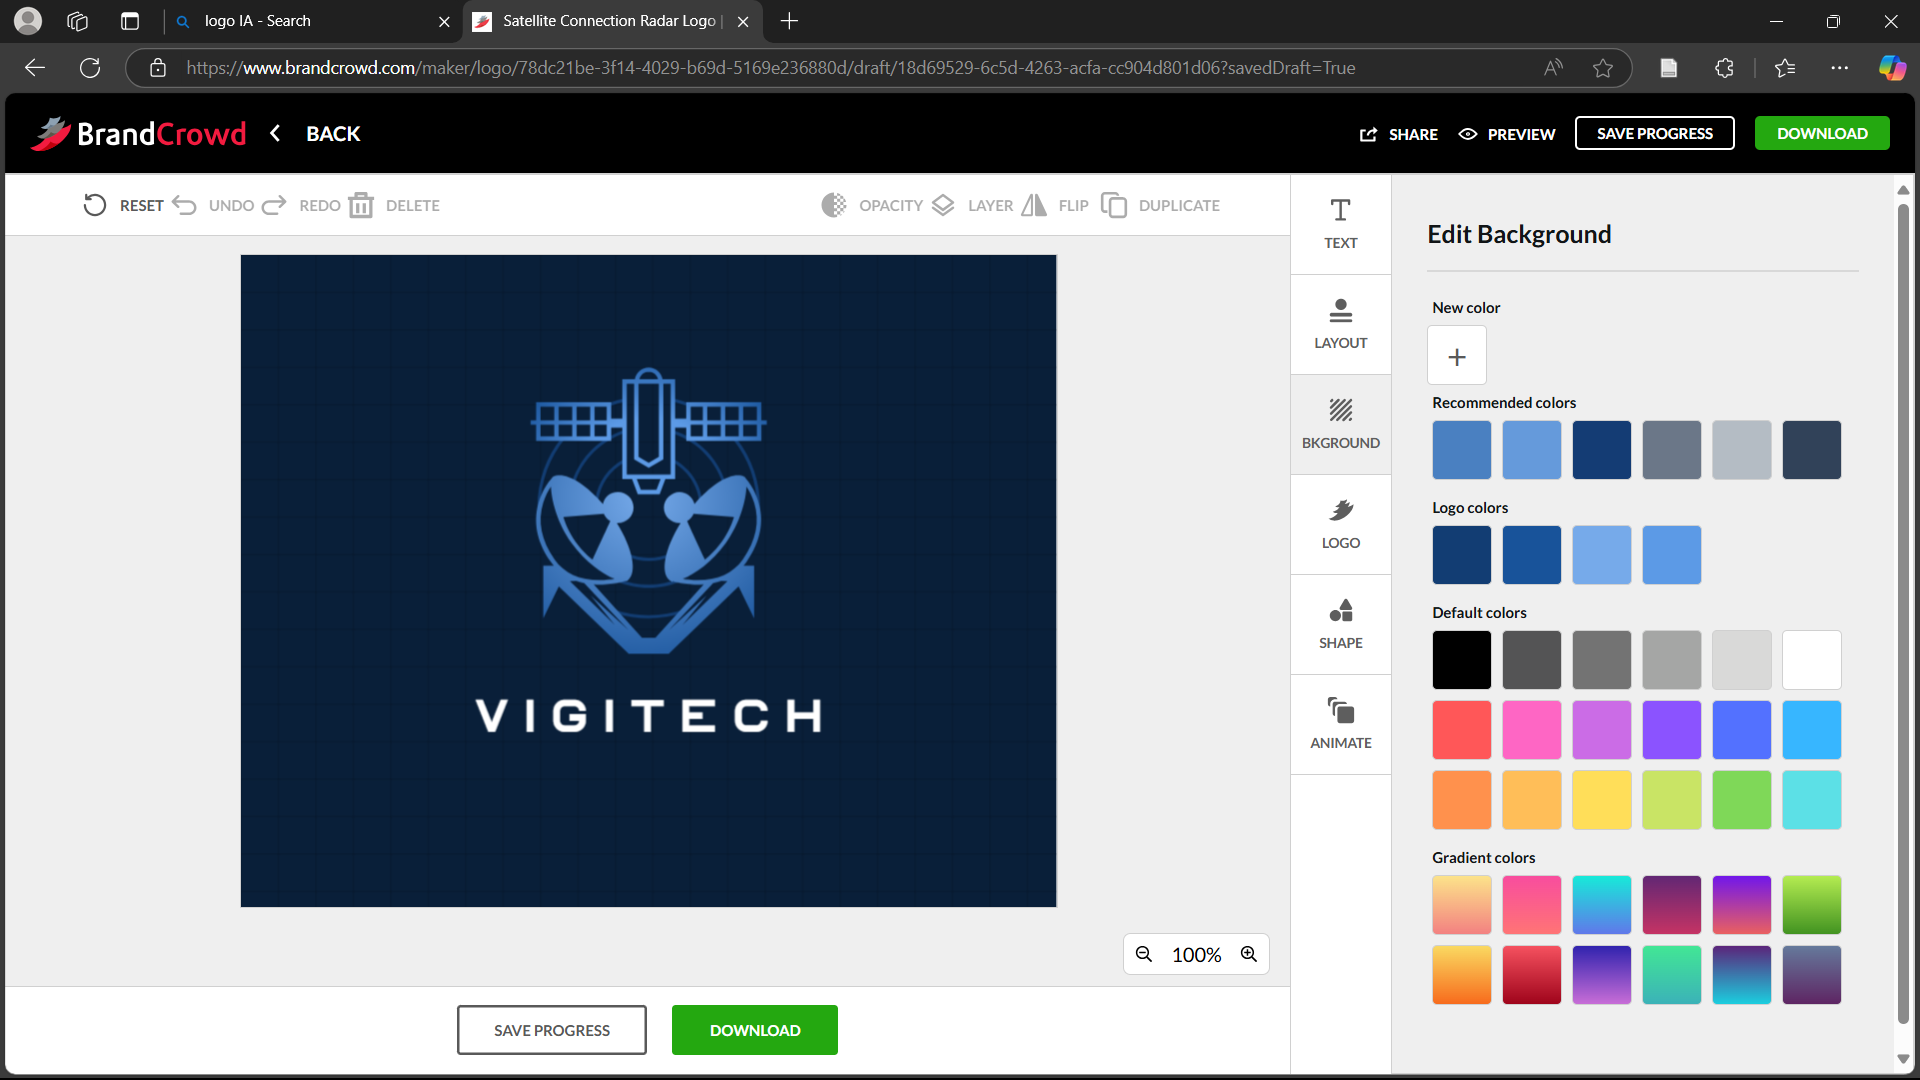 logo IA - Search
Satellite Connection Radar Logo |
https://www.brandcrowd.com/maker/logo/78dc21be-3f14-4029-b69d-5169e236880d/draft/18d69529-6c5d-4263-acfa-cc904d801d06?savedDraft=True
BrandCrowd
BACK
SHARE
PREVIEW
SAVE PROGRESS
DOWNLOAD
RESET
UNDO
REDO
DELETE
OPACITY
LAYER
FLIP
DUPLICATE
VIGITECH
100%
SAVE PROGRESS
DOWNLOAD
TEXT
LAYOUT
BKGROUND
LOGO
SHAPE
ANIMATE
Edit Background
New color
+
Recommended colors
Logo colors
Default colors
Gradient colors